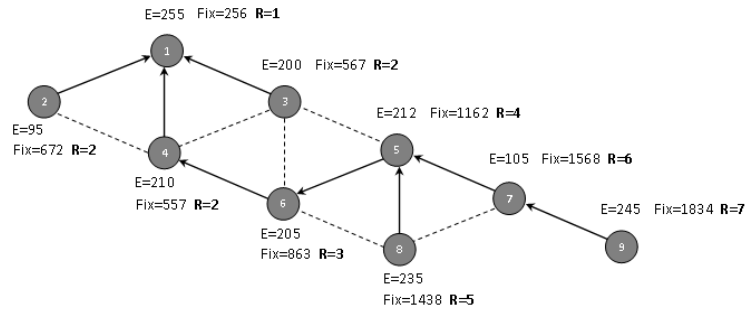 E=255 Fix=256 R=1
1
E=200 Fix=567 R=2
2
3
E=212 Fix=1162 R=4
E=95
Fix=672 R=2
4
5
E=105 Fix=1568 R=6
E=210
Fix=557 R=2
6
7
E=245 Fix=1834 R=7
E=205
Fix=863 R=3
8
9
E=235
Fix=1438 R=5